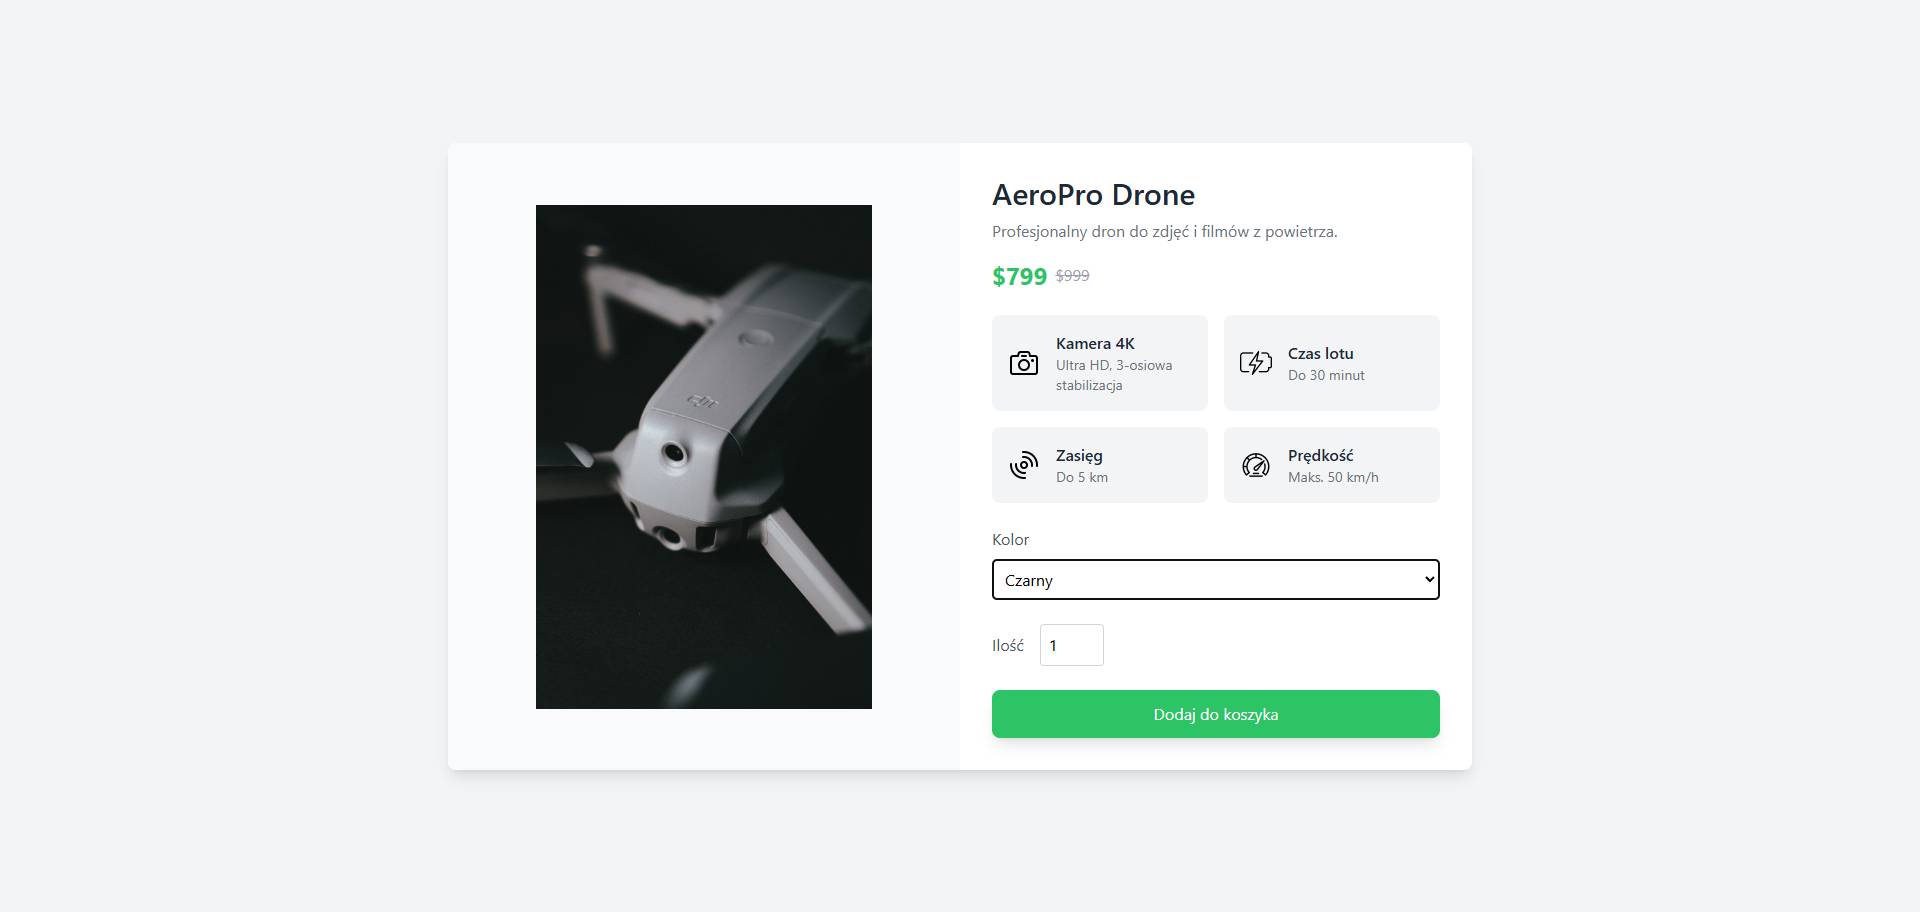 AeroPro Drone
Profesjonalny dron do zdjęć i filmów z powietrza.
$799 $999
Kamera 4K
Ultra HD, 3-osiowa
stabilizacja
Czas lotu
Do 30 minut
Zasięg
Do 5 km
Prędkość
Maks. 50 km/h
Kolor
Czarny
Ilość 1
Dodaj do koszyka
dji